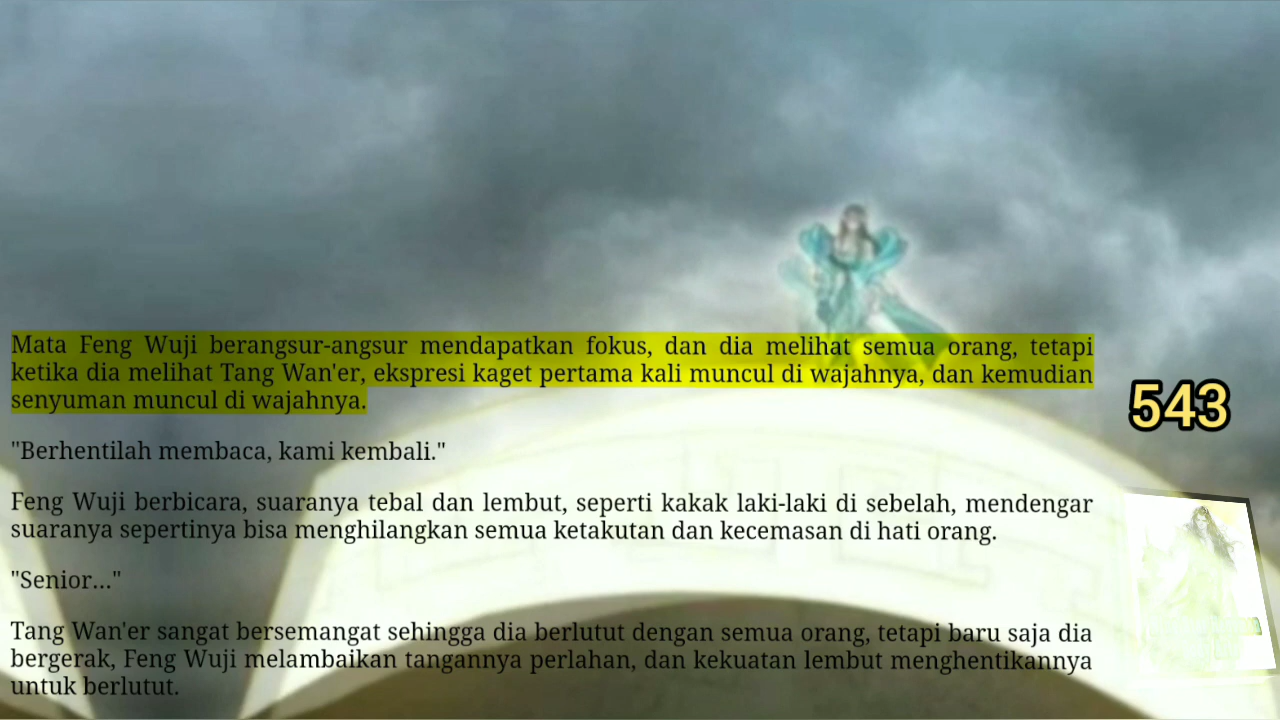 Mata Feng Wuji berangsur-angsur mendapatkan fokus, dan dia melihat semua orang, tetapi
ketika dia melihat Tang Wan'er, ekspresi kaget pertama kali muncul di wajahnya, dan kemudian
senyuman muncul di wajahnya.
"Berhentilah membaca, kami kembali."
Feng Wuji berbicara, suaranya tebal dan lembut, seperti kakak laki-laki di sebelah, mendengar
suaranya sepertinya bisa menghilangkan semua ketakutan dan kecemasan di hati orang.
"Senior..."
Tang Wan'er sangat bersemangat sehingga dia berlutut dengan semua orang, tetapi baru saja dia
bergerak, Feng Wuji melambaikan tangannya perlahan, dan kekuatan lembut menghentikannya
untuk berlutut.
543